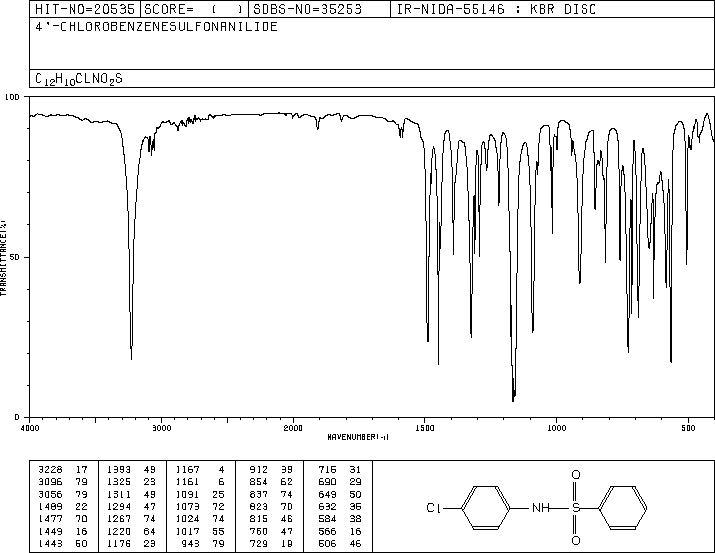 HIT-NO=20535 SCORE= ( ) SDBS-NO=35253 IR-NIDA-55146 : KBR DISC
4'-CHLOROBENZENESULFONANILIDE
C12H10CLNO2S
100
50
0
TRANSMITTANCE(%)
4000 3000 2000 1500 1000 500
WAVENUMBER(-1)
3228 17 1393 49 1167 4 912 39 716 31
3096 79 1325 23 1161 6 854 62 690 29
3056 79 1311 49 1091 25 837 74 649 50
1489 22 1294 47 1073 72 823 70 632 35
1477 70 1267 74 1024 74 815 46 584 38
1449 16 1220 64 1017 55 760 47 566 16
1443 50 1176 23 943 79 729 19 506 46
O
Cl NH S
O